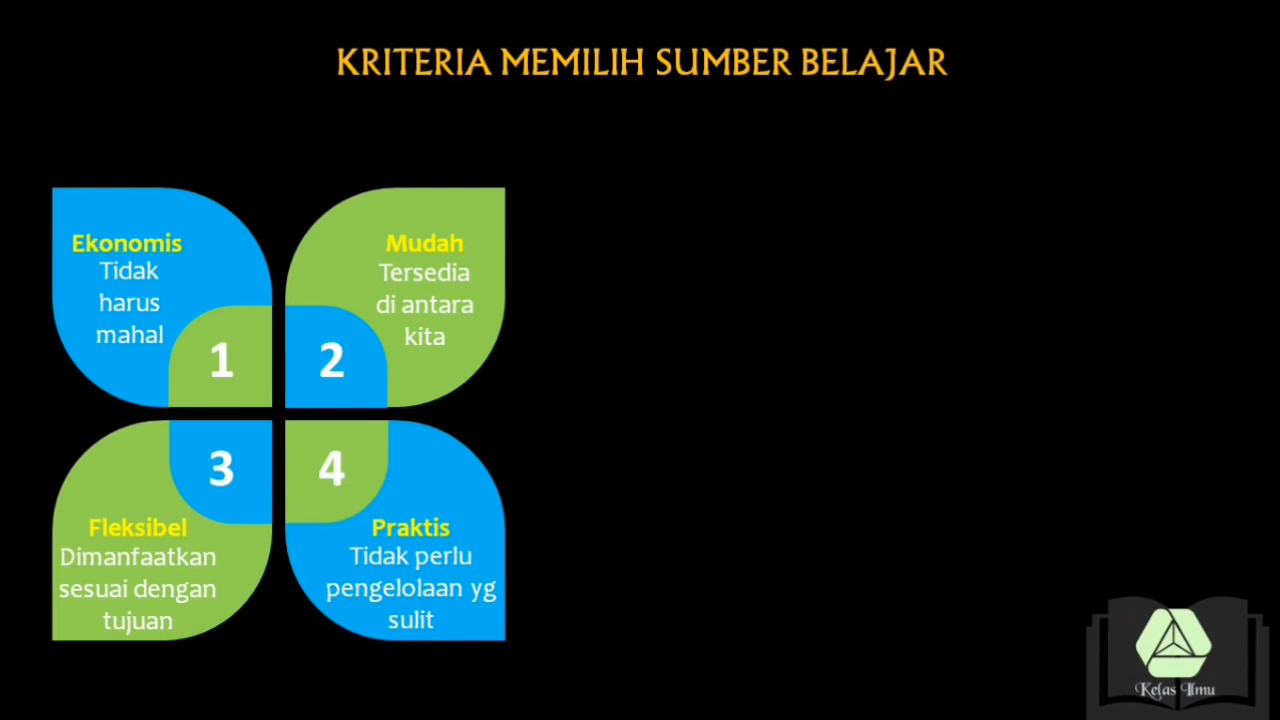 KRITERIA MEMILIH SUMBER BELAJAR
Ekonomis
Tidak
harus
mahal
1
Mudah
Tersedia
di antara
kita
2
3
Fleksibel
Dimanfaatkan
sesuai dengan
tujuan
4
Praktis
Tidak perlu
pengelolaan yg
sulit
Kelas Ilmu